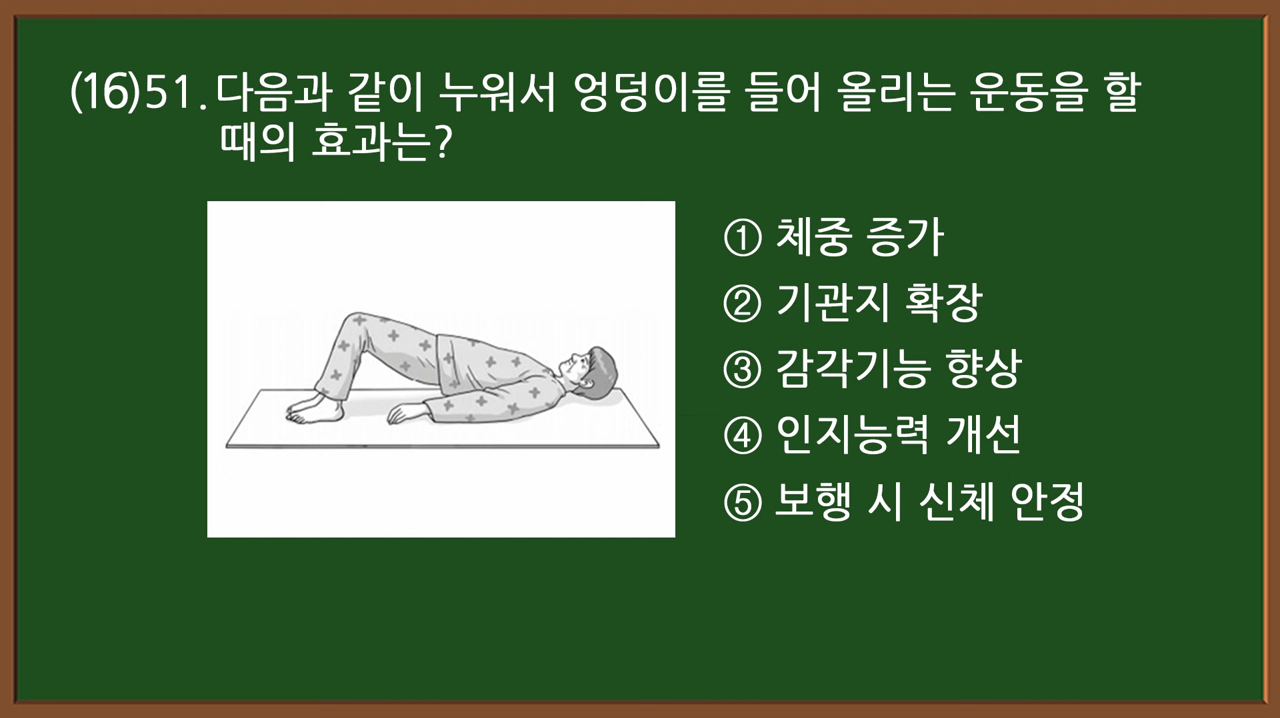 (16)51. 다음과 같이 누워서 엉덩이를 들어 올리는 운동을 할
때의 효과는?
① 체중 증가
② 기관지 확장
③ 감각기능 향상
④ 인지능력 개선
⑤ 보행 시 신체 안정